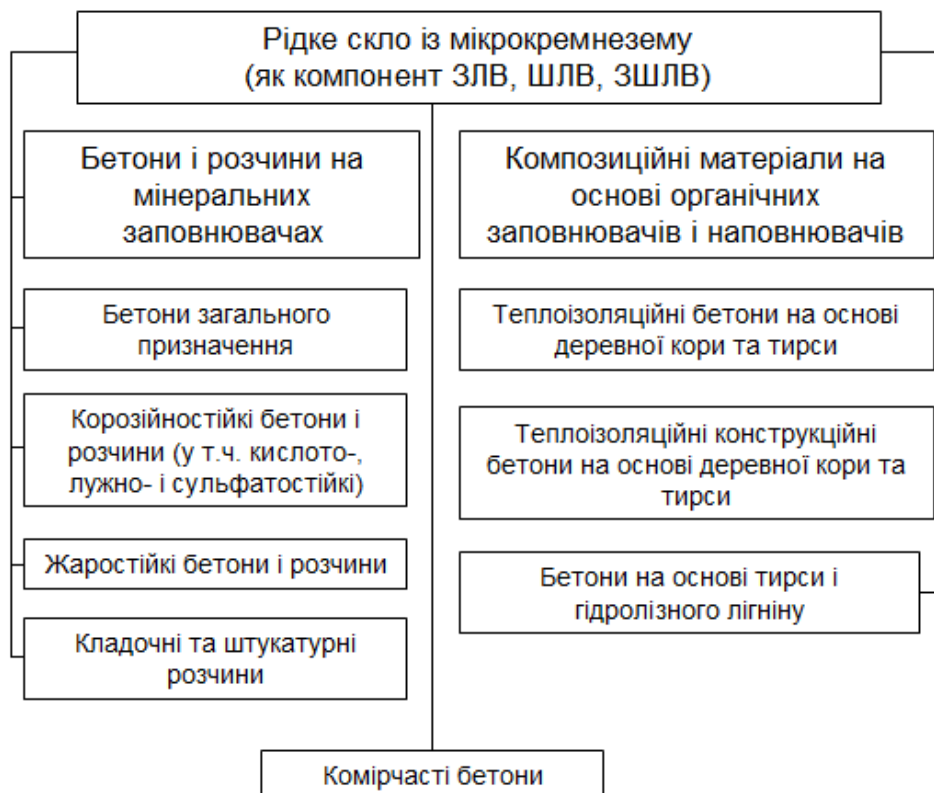 Рідке скло із мікрокремнезему
(як компонент ЗЛВ, ШЛВ, ЗШЛВ)
Бетони і розчини на
мінеральних
заповнювачах
Бетони загального
призначення
Корозійностійкі бетони і
розчини (у т.ч. кислото-,
лужно- і сульфатостійкі)
Жаростійкі бетони і розчини
Кладочні та штукатурні
розчини
Композиційні матеріали на
основі органічних
заповнювачів і наповнювачів
Теплоізоляційні бетони на основі
деревної кори та тирси
Теплоізоляційні конструкційні
бетони на основі деревної кори та
тирси
Бетони на основі тирси і
гідролізного лігніну
Комірчасті бетони